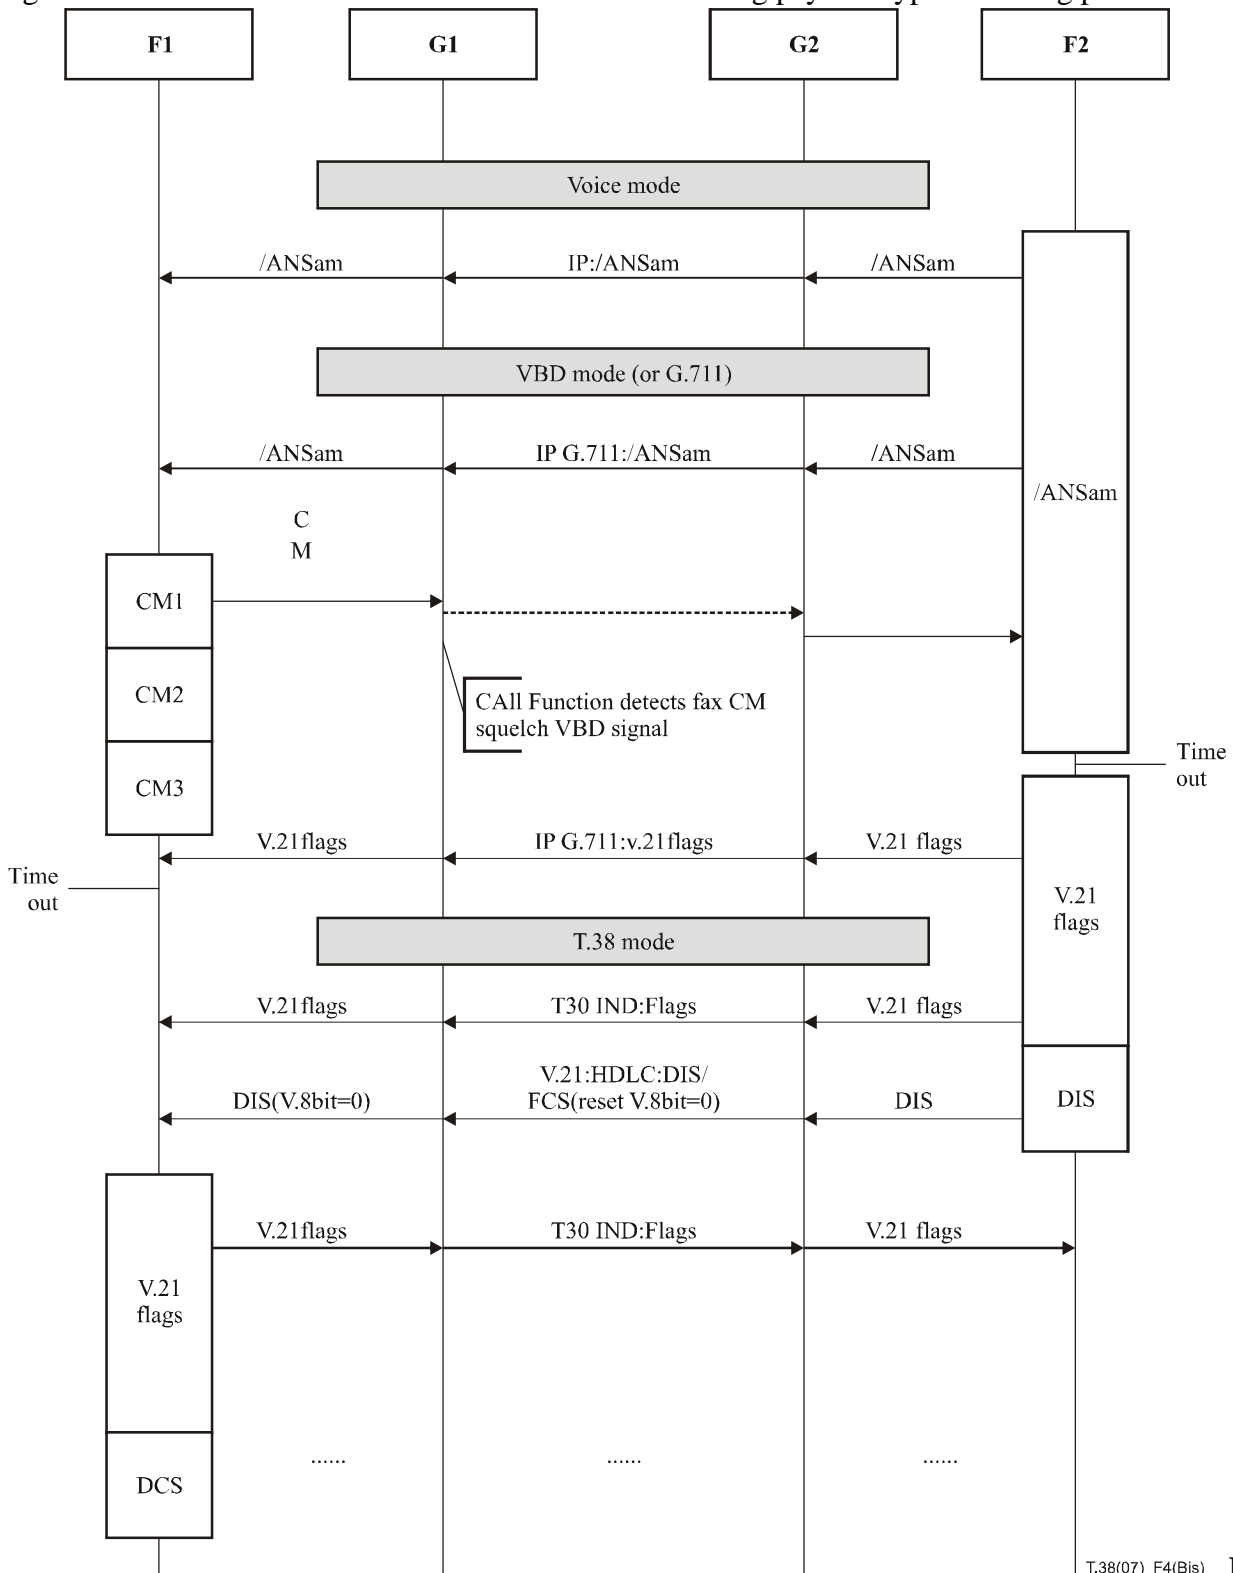 F1 G1 G2 F2
Voice mode
/ANSam IP:/ANSam /ANSam
VBD mode (or G.711)
/ANSam IP G.711:/ANSam /ANSam
/ANSam
C
M
CM1
CM2
CAll Function detects fax CM
squelch VBD signal
Time
out
CM3
V.21flags IP G.711:v.21flags V.21 flags
Time
out
V.21
flags
T.38 mode
V.21flags T30 IND:Flags V.21 flags
V.21:HDLC:DIS/
DIS(V.8bit=0) FCS(reset V.8bit=0) DIS
DIS
V.21flags T30 IND:Flags V.21 flags
V.21
flags
...... ...... ......
DCS
T.38(07)_F4(Bis)